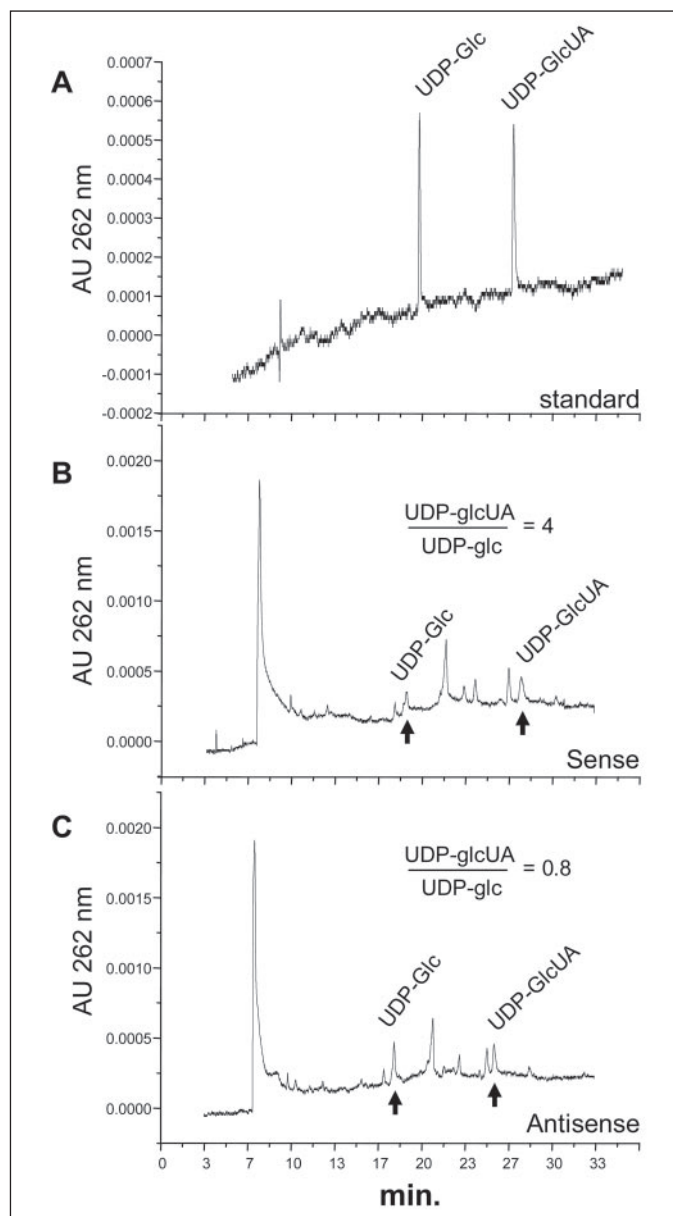 A
UDP-Glc
UDP-GlcUA
0.0007
0.0006
0.0005
0.0004
0.0003
0.0002
0.0001
0.0000
-0.0001
-0.0002
AU 262 nm
standard
B
0.0020
0.0015
0.0010
0.0005
0.0000
AU 262 nm
UDP-glcUA
UDP-glc
= 4
UDP-Glc
UDP-GlcUA
Sense
C
0.0020
0.0015
0.0010
0.0005
0.0000
AU 262 nm
UDP-glcUA
UDP-glc
= 0.8
UDP-Glc
UDP-GlcUA
Antisense
0 3 7 10 13 17 20 23 27 30 33
min.